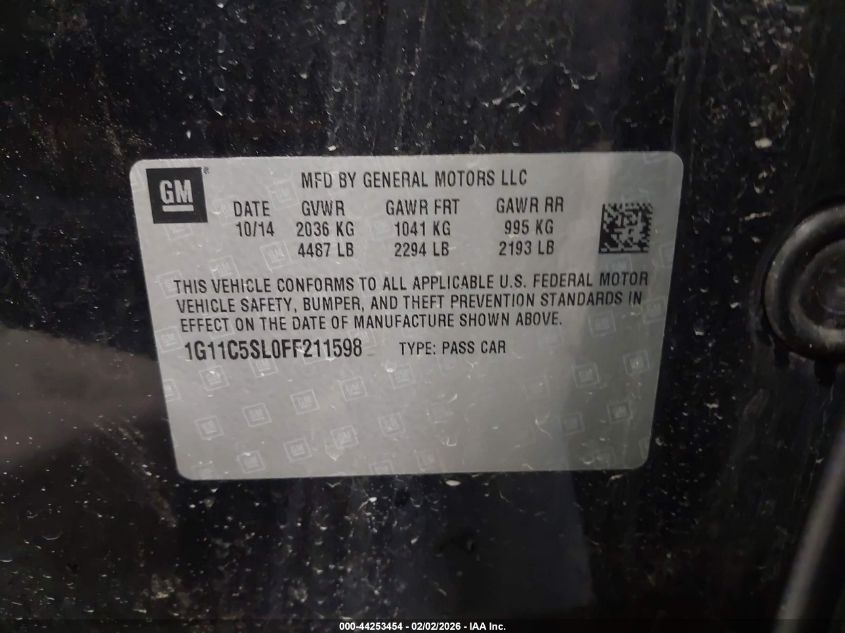 GM
MFD BY GENERAL MOTORS LLC
DATE GVWR GAWR FRT GAWR RR
10/14 2036 KG 1041 KG 995 KG
4487 LB 2294 LB 2193 LB
THIS VEHICLE CONFORMS TO ALL APPLICABLE U.S. FEDERAL MOTOR
VEHICLE SAFETY, BUMPER, AND THEFT PREVENTION STANDARDS IN
EFFECT ON THE DATE OF MANUFACTURE SHOWN ABOVE.
1G11C5SL0FF211598 TYPE: PASS CAR
000-44253454 - 02/02/2026 - IAA Inc.